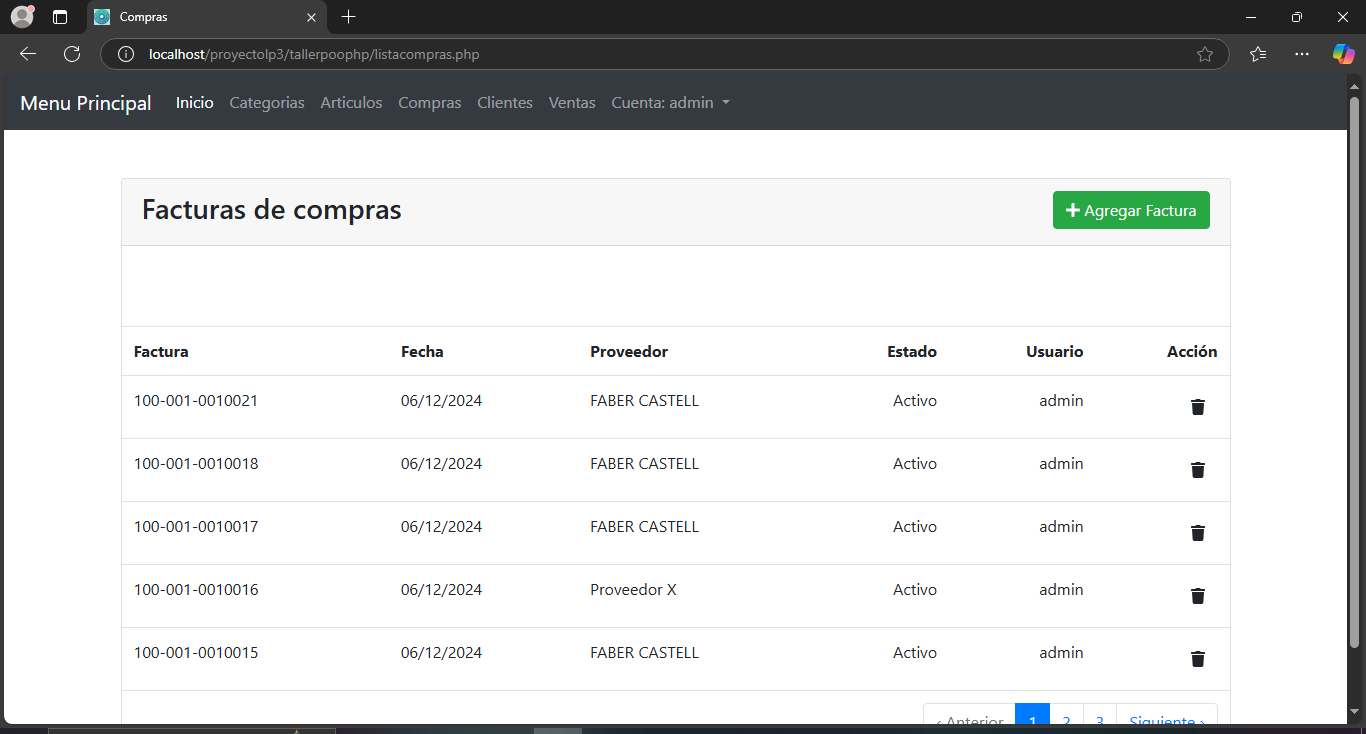 Compras
localhost/proyectolp3/tallerpoophp/listacompras.php
Menu Principal Inicio Categorias Articulos Compras Clientes Ventas Cuenta: admin
Facturas de compras
Agregar Factura
Factura Fecha Proveedor Estado Usuario Acción
100-001-0010021 06/12/2024 FABER CASTELL Activo admin
100-001-0010018 06/12/2024 FABER CASTELL Activo admin
100-001-0010017 06/12/2024 FABER CASTELL Activo admin
100-001-0010016 06/12/2024 Proveedor X Activo admin
100-001-0010015 06/12/2024 FABER CASTELL Activo admin
‹ Anterior 1 2 3 Siguiente ›